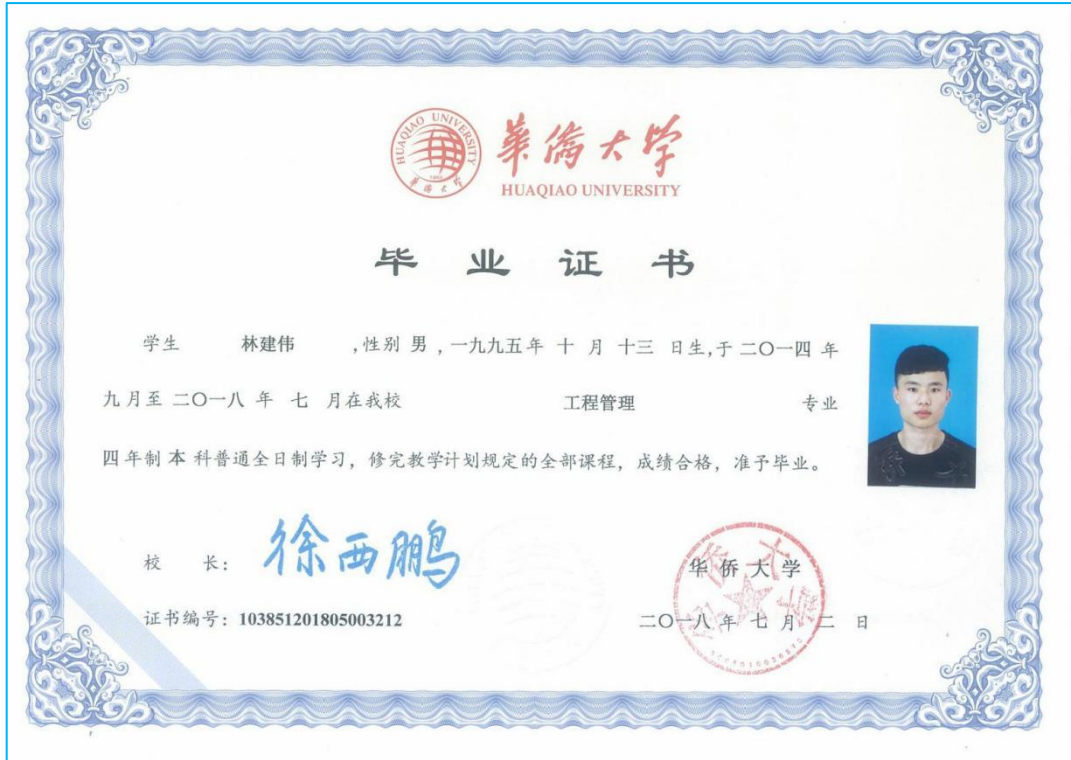 HUAQIAO UNIVERSITY
華僑大学
HUAQIAO UNIVERSITY
毕业证书
学生 林建伟 ,性别 男 ,一九九五年 十 月 十三 日生,于 二〇一四 年
九月至 二〇一八 年 七 月在我校 工程管理 专业
四年制 本 科普通全日制学习，修完教学计划规定的全部课程，成绩合格，准予毕业。
校 长： 徐西鹏
华侨大学
证书编号：103851201805003212
二〇一八 年 七 月 二 日